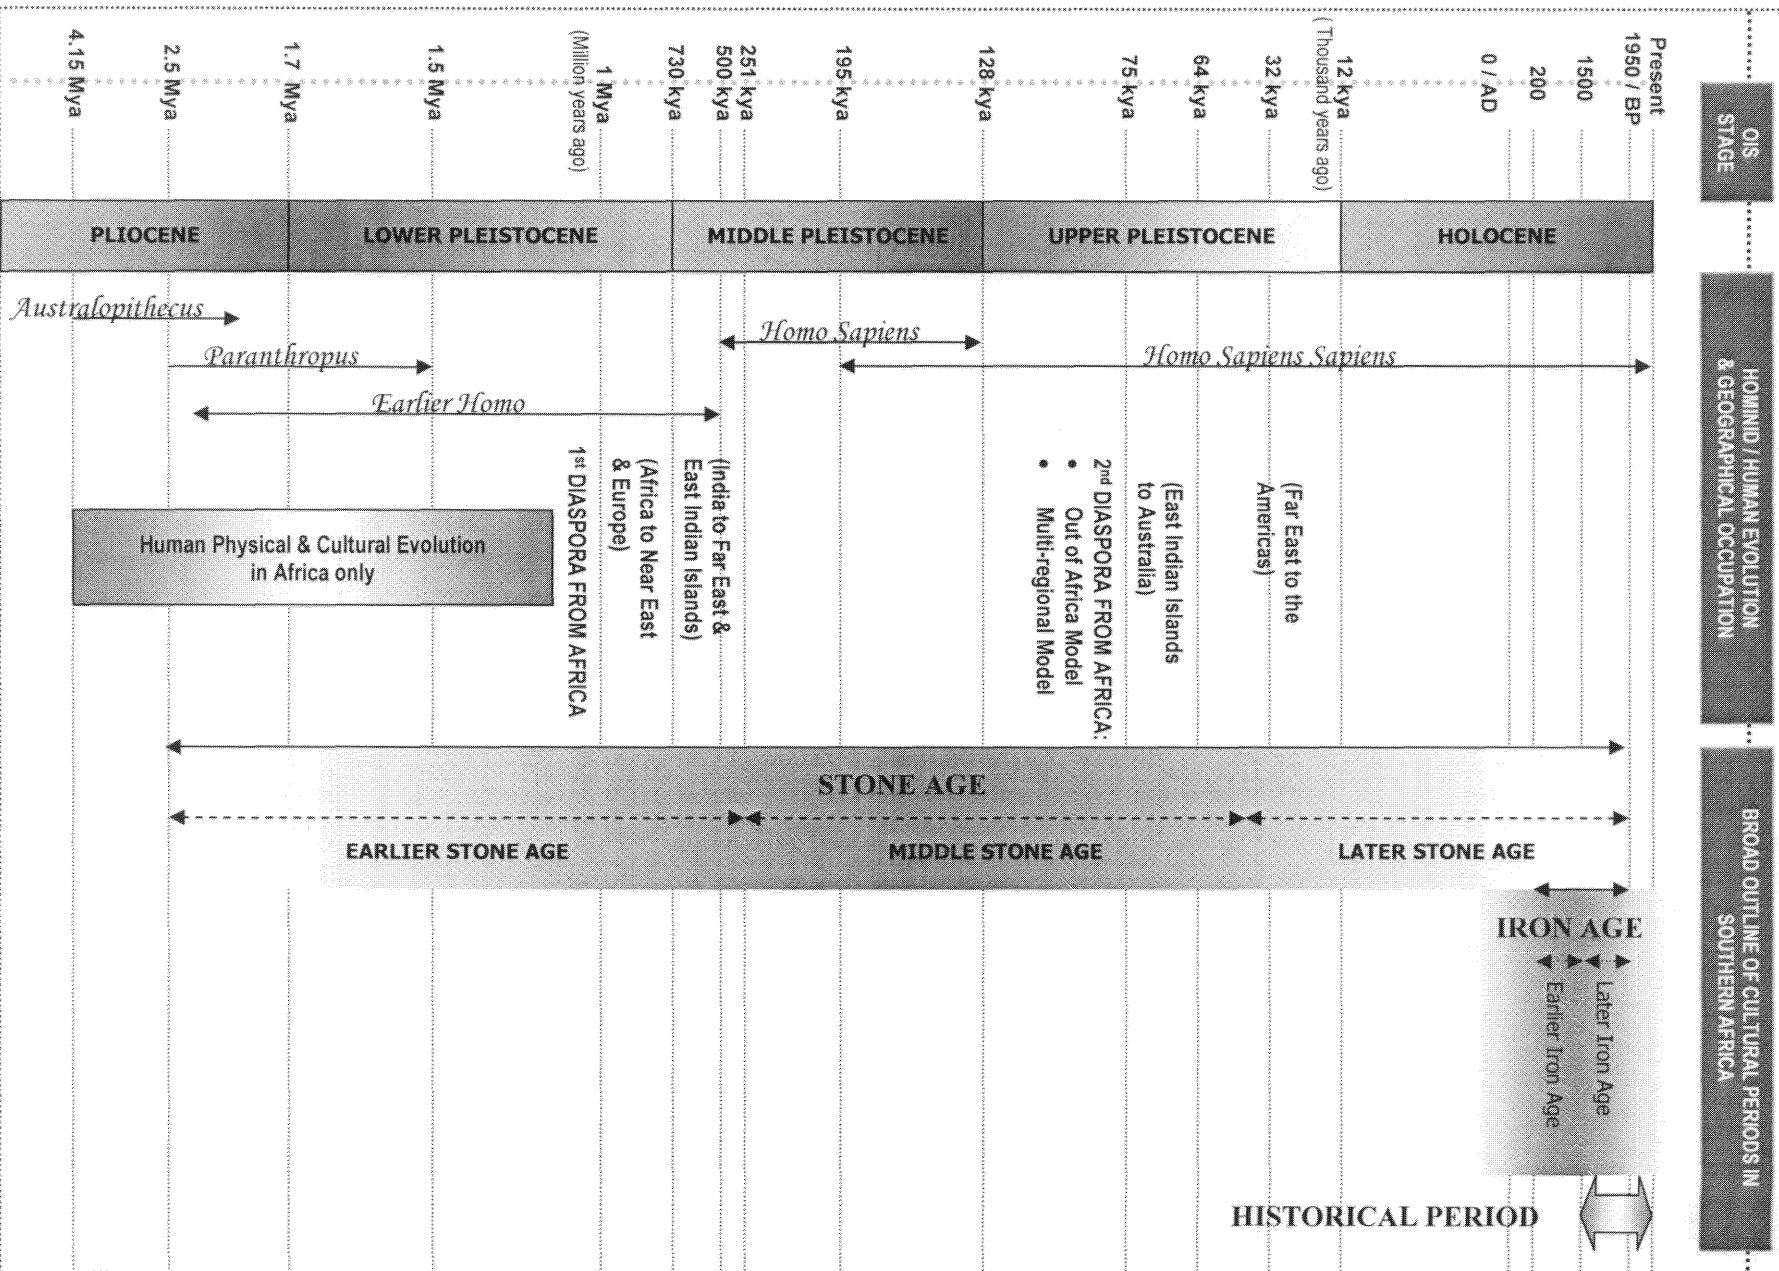 4.15 Mya
2.5 Mya
1.7 Mya
1.5 Mya
(Million years ago)
1 Mya
730 kya
500 kya
251 kya
195 kya
128 kya
75 kya
64 kya
32 kya
(Thousand years ago)
12 kya
0 / AD
200
1500
1950 / BP
Present
OIS
STAGE
PLIOCENE
LOWER PLEISTOCENE
MIDDLE PLEISTOCENE
UPPER PLEISTOCENE
HOLOCENE
Australopithecus
Paranthropus
Earlier Homo
Homo Sapiens
Homo Sapiens Sapiens
HOMINID / HUMAN EVOLUTION
& GEOGRAPHICAL OCCUPATION
Human Physical & Cultural Evolution
in Africa only
1st DIASPORA FROM AFRICA
(Africa to Near East
& Europe)
(India to Far East &
East Indian Islands)
2nd DIASPORA FROM AFRICA:
• Out of Africa Model
• Multi-regional Model
(East Indian Islands
to Australia)
(Far East to the
Americas)
STONE AGE
EARLIER STONE AGE
MIDDLE STONE AGE
LATER STONE AGE
IRON AGE
Earlier Iron Age
Later Iron Age
HISTORICAL PERIOD
BROAD OUTLINE OF CULTURAL PERIODS IN
SOUTHERN AFRICA